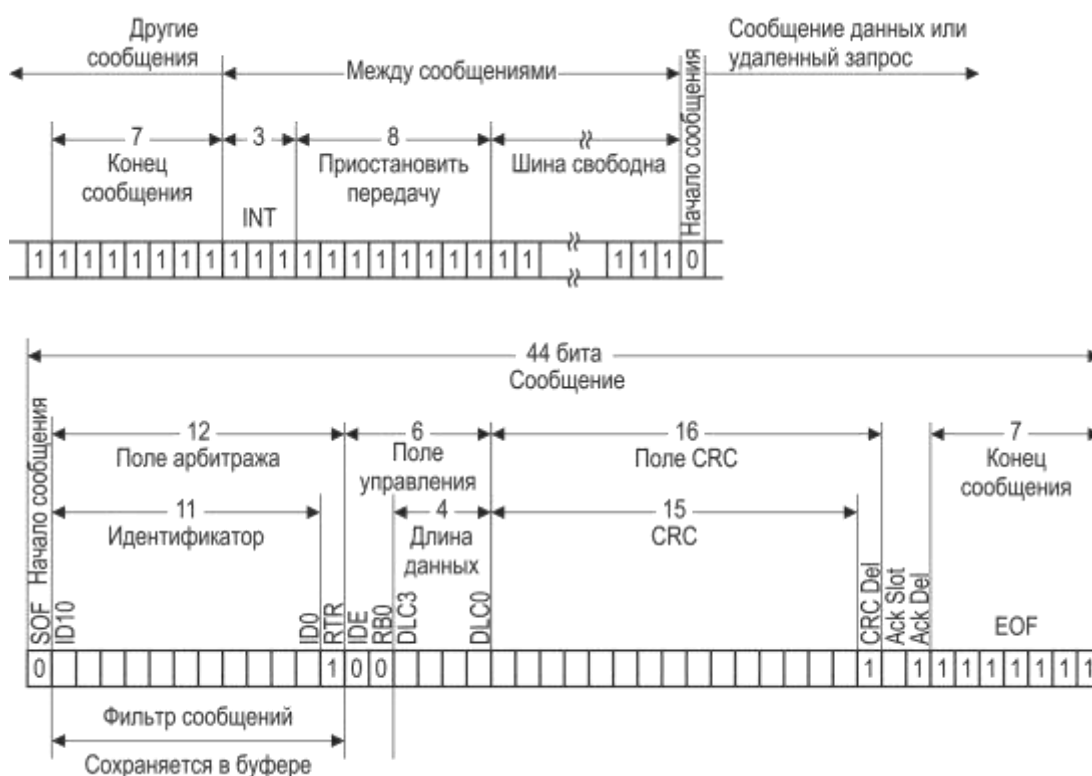 Другие
сообщения
Между сообщениями
Сообщение данных или
удаленный запрос
Начало сообщения
7
Конец
сообщения
3
INT
8
Приостановить
передачу
Шина свободна
1 1 1 1 1 1 1 1 1 1 1 1 1 1 1 1 1 1 1 1 1 1 1 1 0
44 бита
Сообщение
Начало сообщения
12
Поле арбитража
6
Поле
управления
16
Поле CRC
7
Конец
сообщения
11
Идентификатор
4
Длина
данных
15
CRC
SOF
ID10
ID0
RTR
IDE
RB0
DLC3
DLC0
CRC Del
Ack Slot
Ack Del
EOF
0 1 0 0 1 1 1 1 1 1 1 1 1
Фильтр сообщений
Сохраняется в буфере